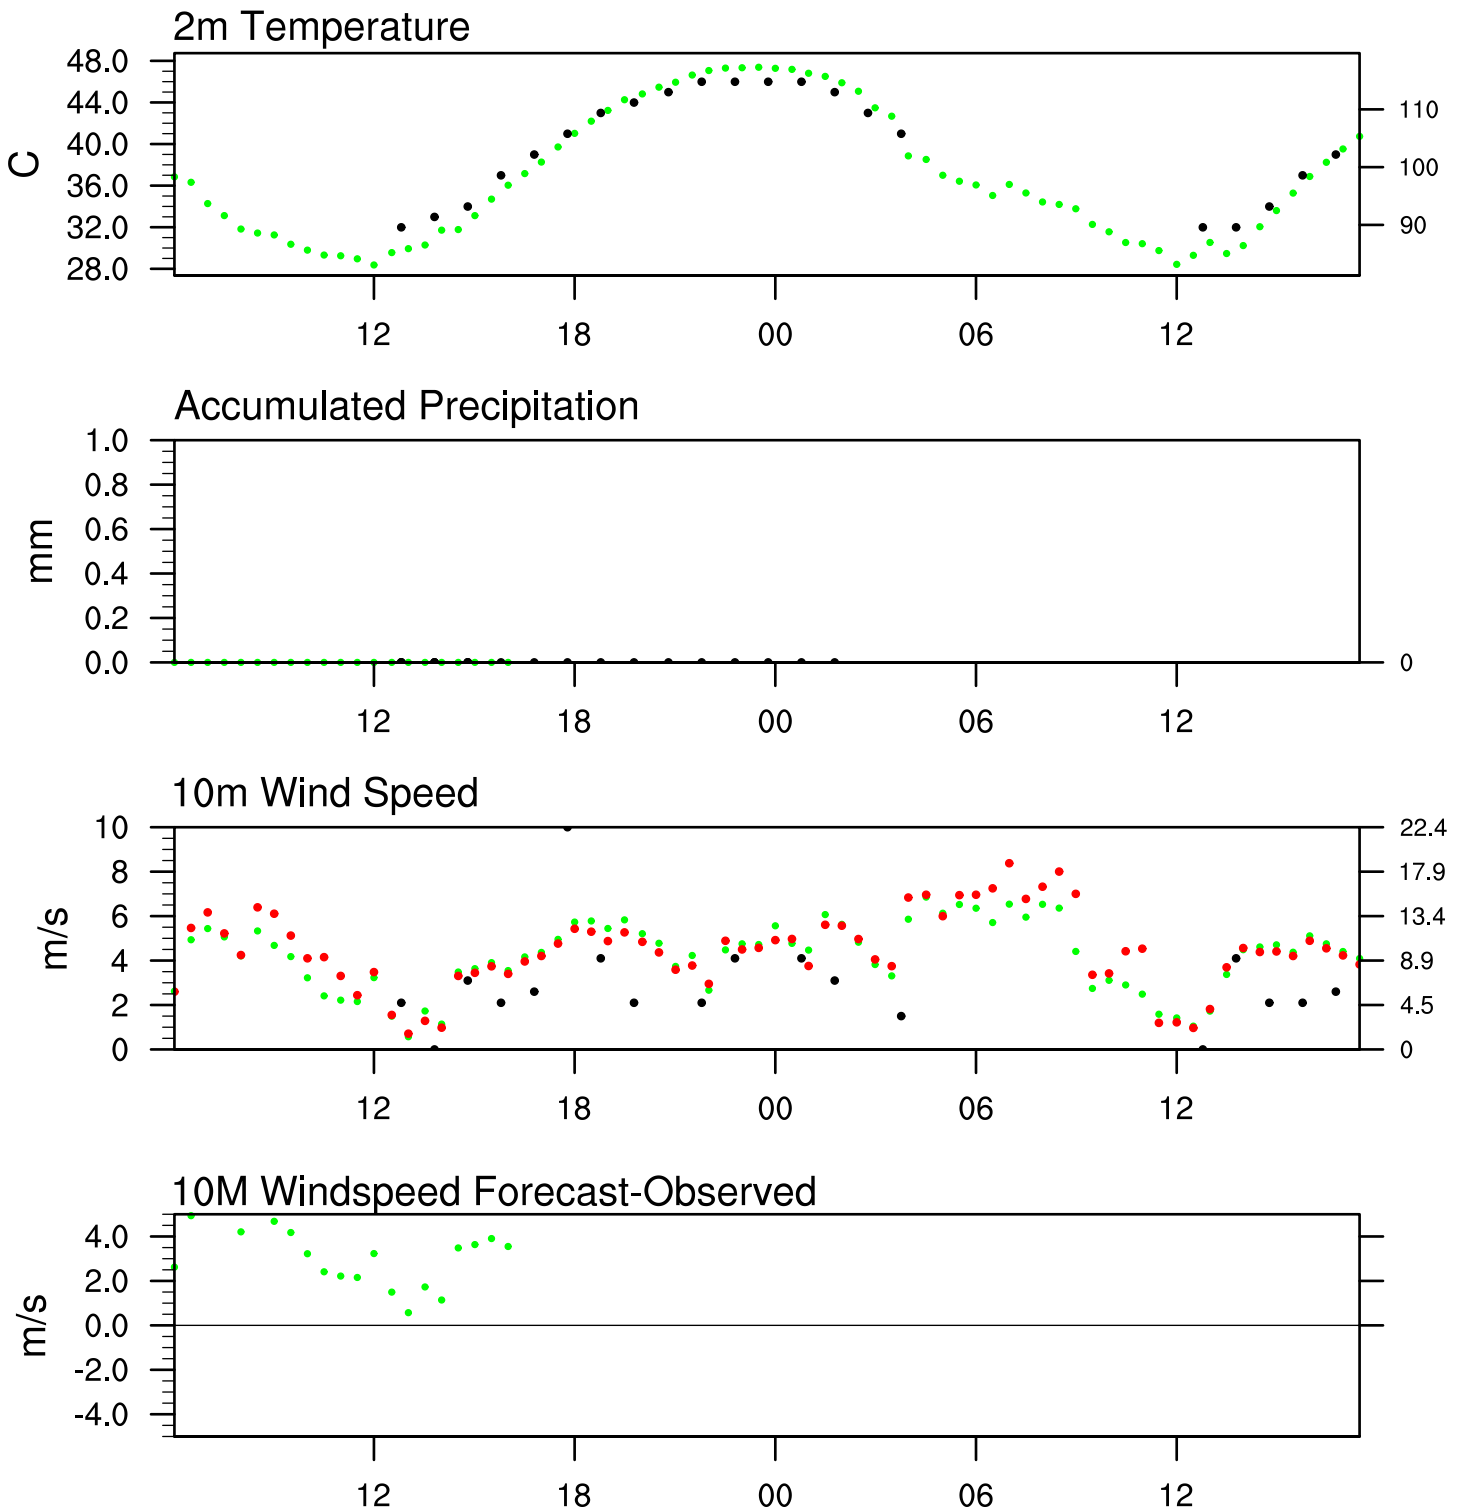 2m Temperature
48.0
44.0
40.0
36.0
32.0
28.0
C
110
100
90
12 18 00 06 12
Accumulated Precipitation
1.0
0.8
0.6
0.4
0.2
0.0
mm
0
12 18 00 06 12
10m Wind Speed
10
8
6
4
2
0
m/s
22.4
17.9
13.4
8.9
4.5
0
12 18 00 06 12
10M Windspeed Forecast-Observed
4.0
2.0
0.0
-2.0
-4.0
m/s
12 18 00 06 12